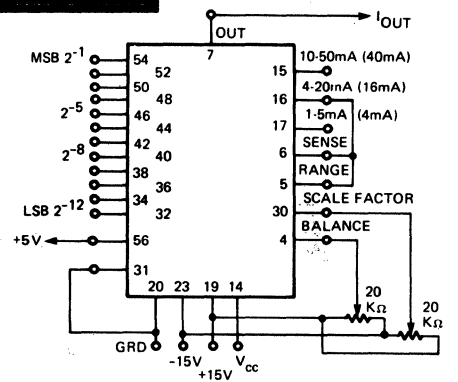 I OUT
OUT
7
MSB 2-1
54
52
50
48
2-5
46
44
42
2-8
40
38
36
34
LSB 2-12
32
+5V
56
31
15
10-50mA (40mA)
16
4-20mA (16mA)
17
1-5mA (4mA)
SENSE
6
RANGE
5
30
SCALE FACTOR
4
BALANCE
20
23
19
14
20
KΩ
20
KΩ
GRD
-15V
+15V
Vcc